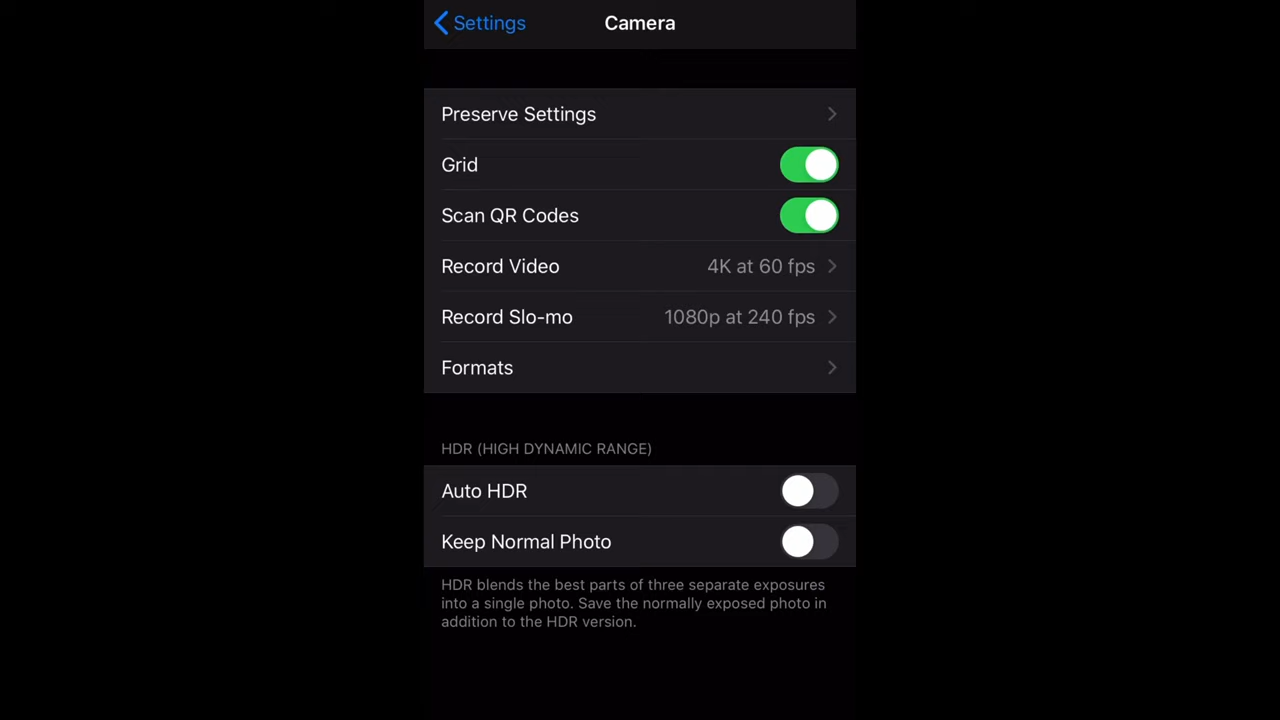 Settings
Camera
Preserve Settings
Grid
Scan QR Codes
Record Video 4K at 60 fps
Record Slo-mo 1080p at 240 fps
Formats
HDR (HIGH DYNAMIC RANGE)
Auto HDR
Keep Normal Photo
HDR blends the best parts of three separate exposures
into a single photo. Save the normally exposed photo in
addition to the HDR version.